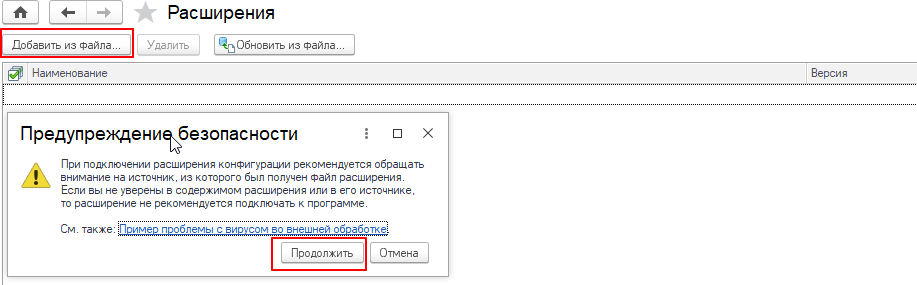 Расширения
Добавить из файла... Удалить Обновить из файла...
Наименование Версия
Предупреждение безопасности
При подключении расширения конфигурации рекомендуется обращать
внимание на источник, из которого был получен файл расширения.
Если вы не уверены в содержимом расширения или в его источнике,
то расширение не рекомендуется подключать к программе.
См. также: Пример проблемы с вирусом во внешней обработке
Продолжить Отмена